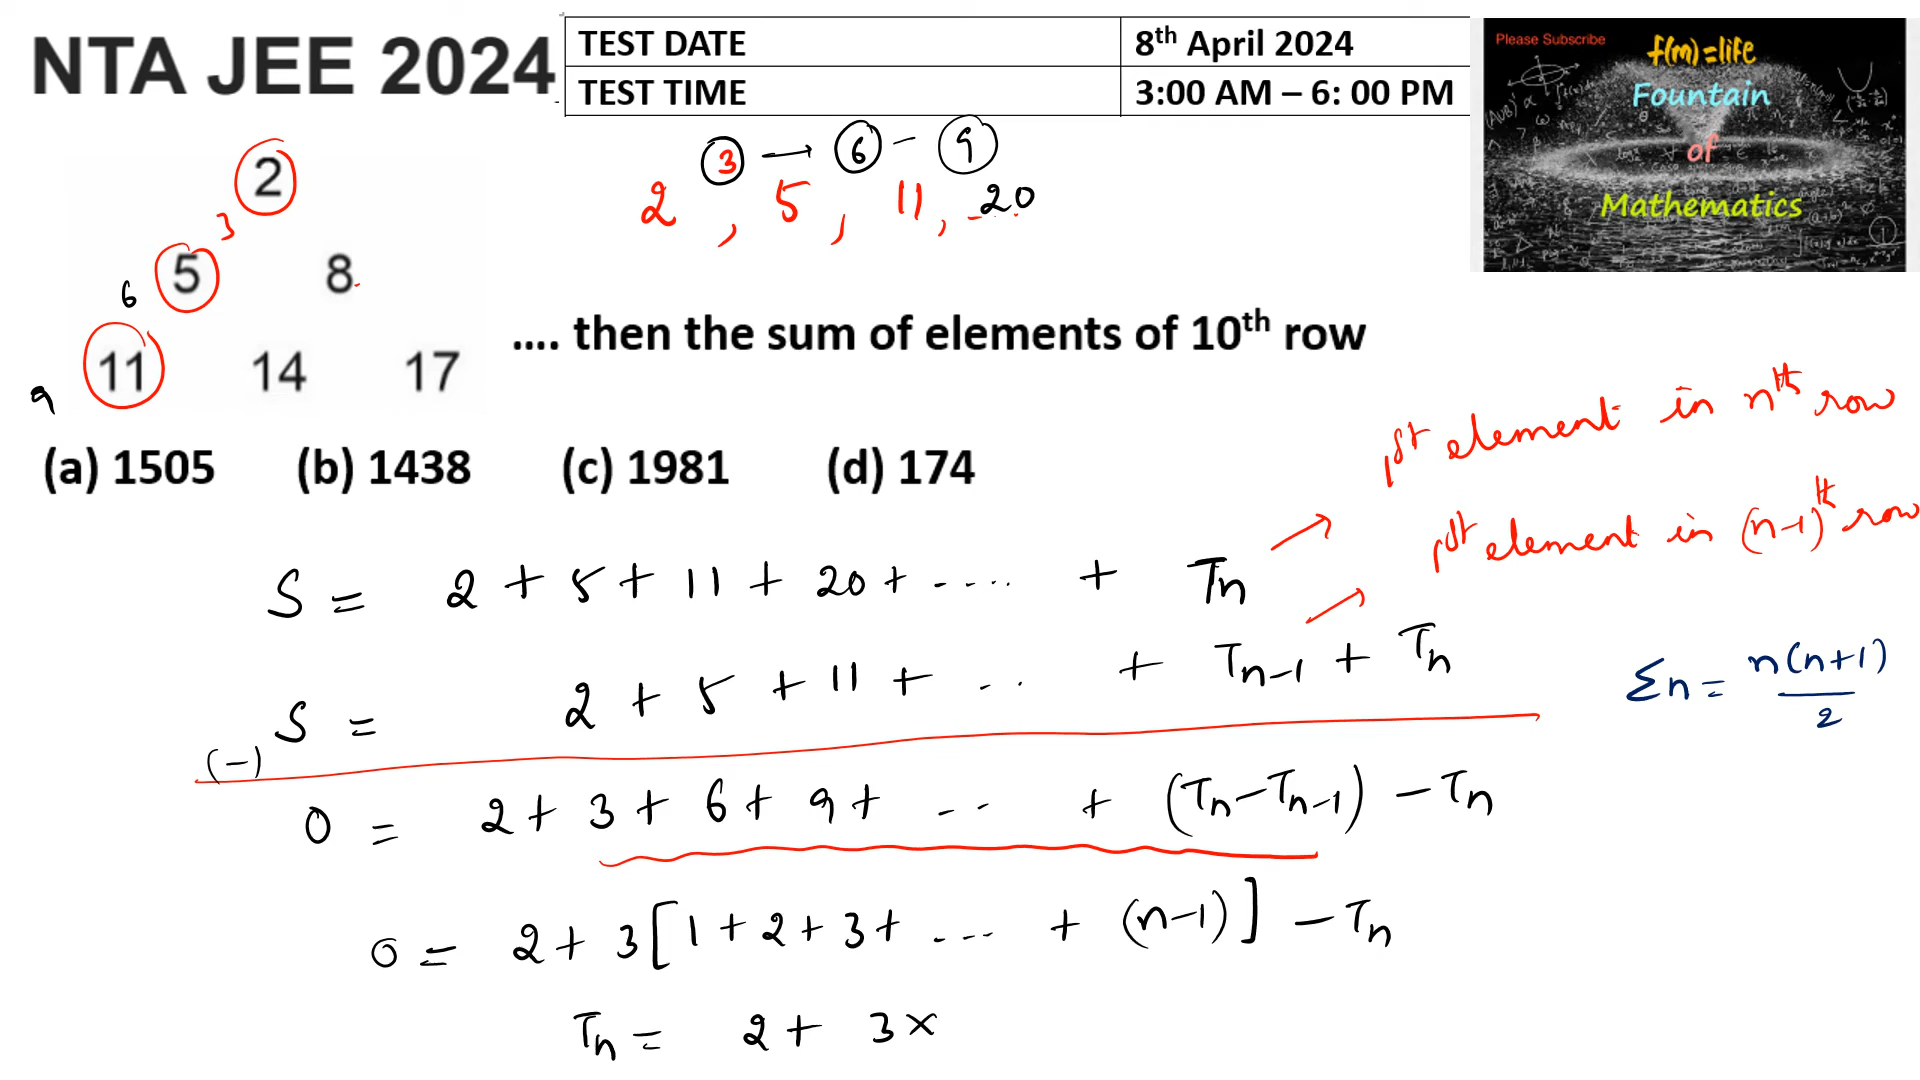 NTA JEE 2024
TEST DATE 8th April 2024
TEST TIME 3:00 AM – 6: 00 PM
Please Subscribe
f(m)=life
Fountain
of
Mathematics
3 → 6 – 9
2 , 5 , 11 , 20
2
3
5 8
6
11 14 17
9
.... then the sum of elements of 10th row
(a) 1505 (b) 1438 (c) 1981 (d) 174
1st element in nth row
1st element in (n-1)th row
S = 2 + 5 + 11 + 20 + ..... + Tn
S = 2 + 5 + 11 + ... + Tn-1 + Tn
(-)
Σn = n(n+1)/2
0 = 2 + 3 + 6 + 9 + ... + (Tn - Tn-1) - Tn
0 = 2 + 3[1 + 2 + 3 + .... + (n-1)] - Tn
Tn = 2 + 3 ×